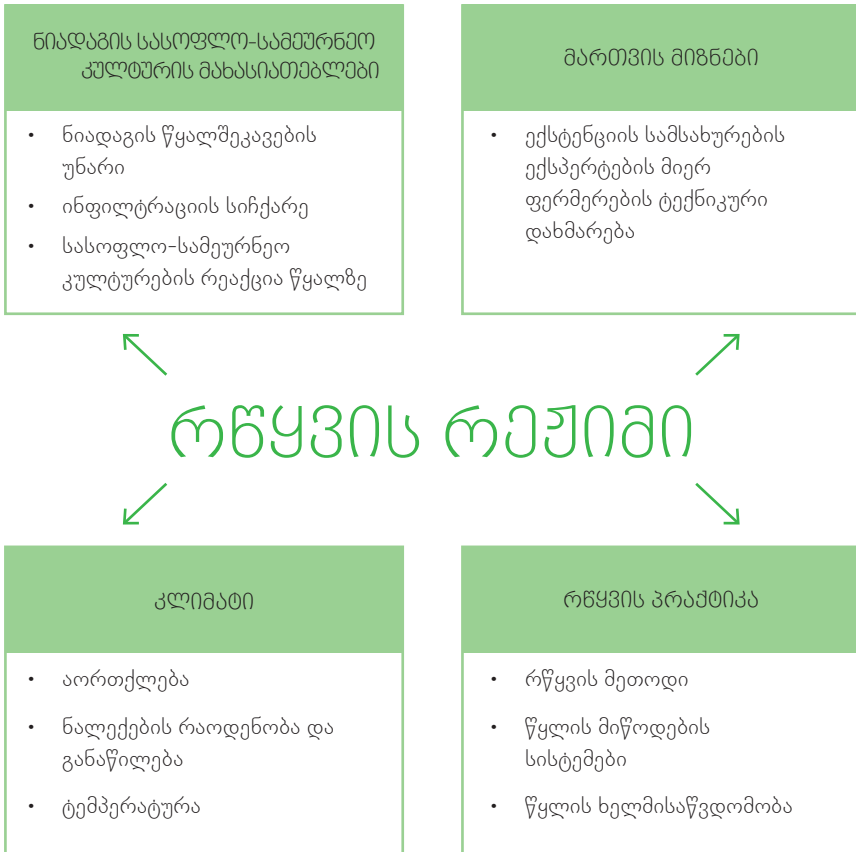 ნიადაგის სასოფლო-სამეურნეო
კულტურის მახასიათებლები
• ნიადაგის წყალშეკავების
უნარი
• ინფილტრაციის სიჩქარე
• სასოფლო-სამეურნეო
კულტურების რეაქცია წყალზე
მართვის მიზნები
• ექსტენციის სამსახურების
ექსპერტების მიერ
ფერმერების ტექნიკური
დახმარება
რწყვის რეჟიმი
კლიმატი
• აორთქლება
• ნალექების რაოდენობა და
განაწილება
• ტემპერატურა
რწყვის პრაქტიკა
• რწყვის მეთოდი
• წყლის მიწოდების
სისტემები
• წყლის ხელმისაწვდომობა